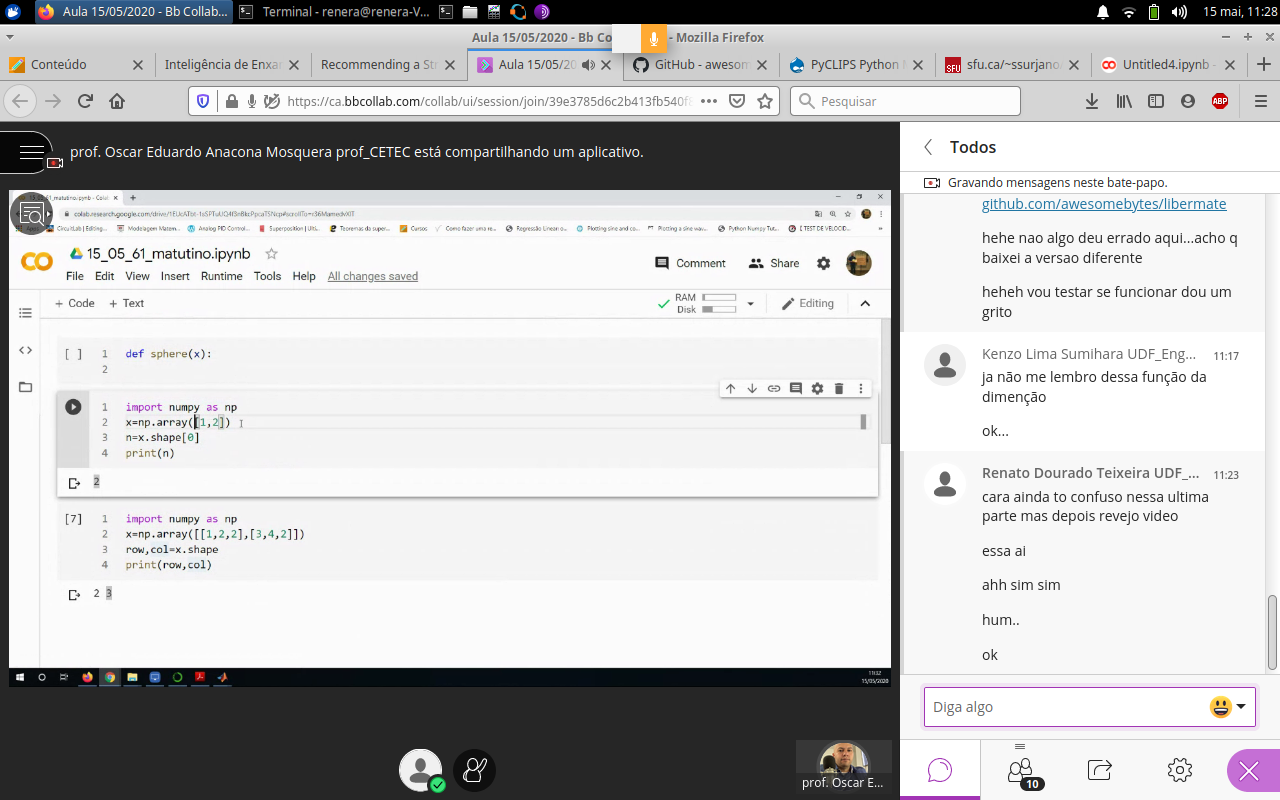 Aula 15/05/2020 - Bb Collab...
Terminal - renera@renera-V...
15 mai, 11:28
Aula 15/05/2020 - Bb Co
- Mozilla Firefox
Conteúdo
Inteligência de Enxar
Recommending a Str
Aula 15/05/20
GitHub - awesom
PyCLIPS Python M
sfu.ca/~ssurjano
Untitled4.ipynb -
https://ca.bbcollab.com/collab/ui/session/join/39e3785d6c2b413fb540f8
Pesquisar
ABP
prof. Oscar Eduardo Anacona Mosquera prof_CETEC está compartilhando um aplicativo.
Todos
Gravando mensagens neste bate-papo.
github.com/awesomebytes/libermate
hehe nao algo deu errado aqui...acho q
baixei a versao diferente
heheh vou testar se funcionar dou um
grito
Kenzo Lima Sumihara UDF_Eng...
11:17
ja não me lembro dessa função da
dimenção
ok...
Renato Dourado Teixeira UDF_...
11:23
cara ainda to confuso nessa ultima
parte mas depois revejo video
essa ai
ahh sim sim
hum..
ok
Diga algo
10
15_05_61_matutino.ipynb
File Edit View Insert Runtime Tools Help All changes saved
Comment
Share
+ Code + Text
RAM
Disk
Editing
[ ]
1 def sphere(x):
2
1 import numpy as np
2 x=np.array([1,2])
3 n=x.shape[0]
4 print(n)
2
[7]
1 import numpy as np
2 x=np.array([[1,2,2],[3,4,2]])
3 row,col=x.shape
4 print(row,col)
2 3
11:32
15/05/2020
prof. Oscar E...